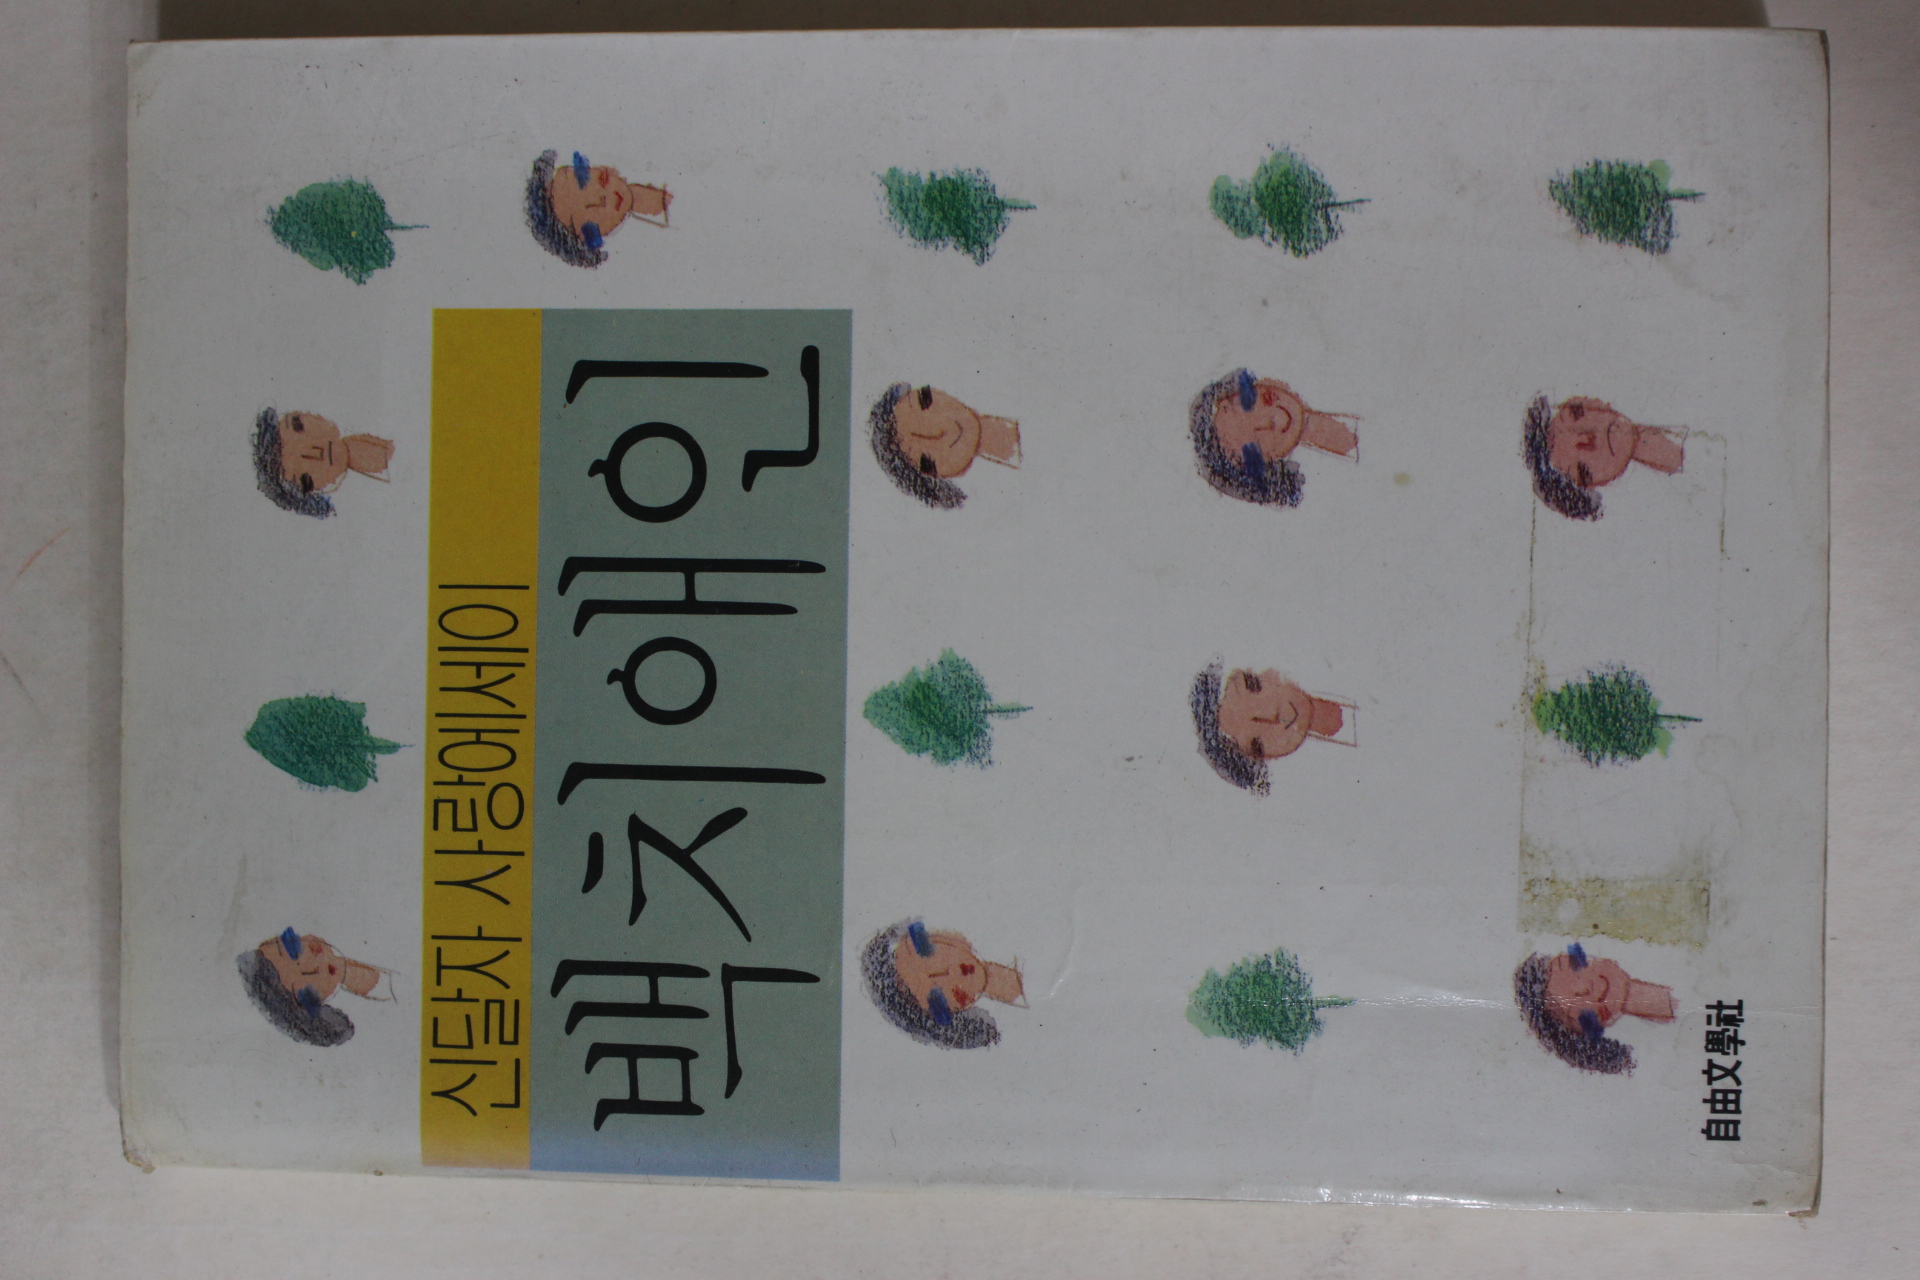 신달자 사랑에세이
백치애인
自由文學社